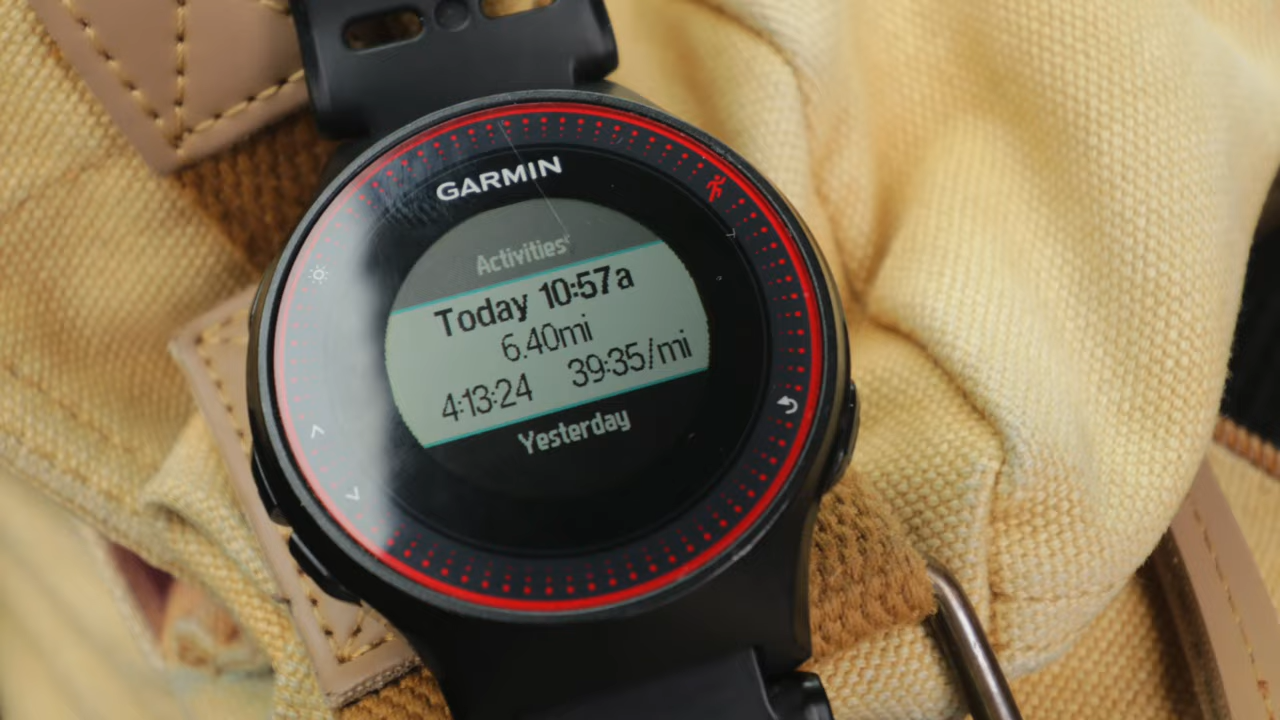 GARMIN
Activities
Today 10:57a
6.40mi
4:13:24 39:35/mi
Yesterday